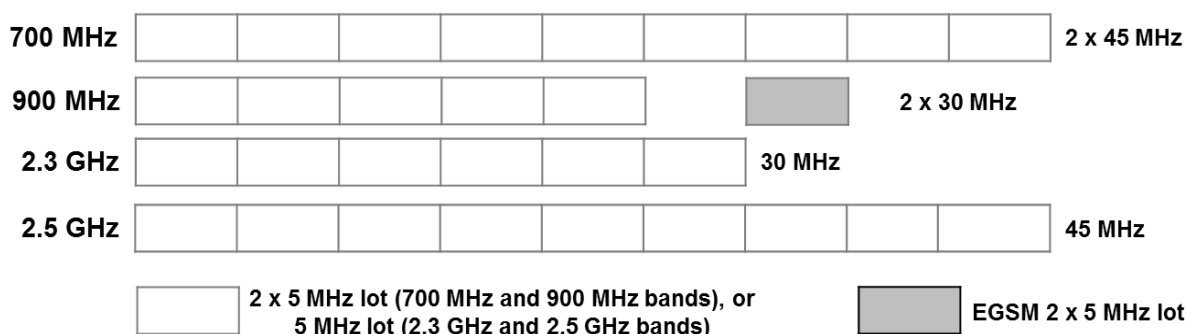 700 MHz
2 x 45 MHz
900 MHz
2 x 30 MHz
2.3 GHz
30 MHz
2.5 GHz
45 MHz
2 x 5 MHz lot (700 MHz and 900 MHz bands), or
5 MHz lot (2.3 GHz and 2.5 GHz bands)
EGSM 2 x 5 MHz lot